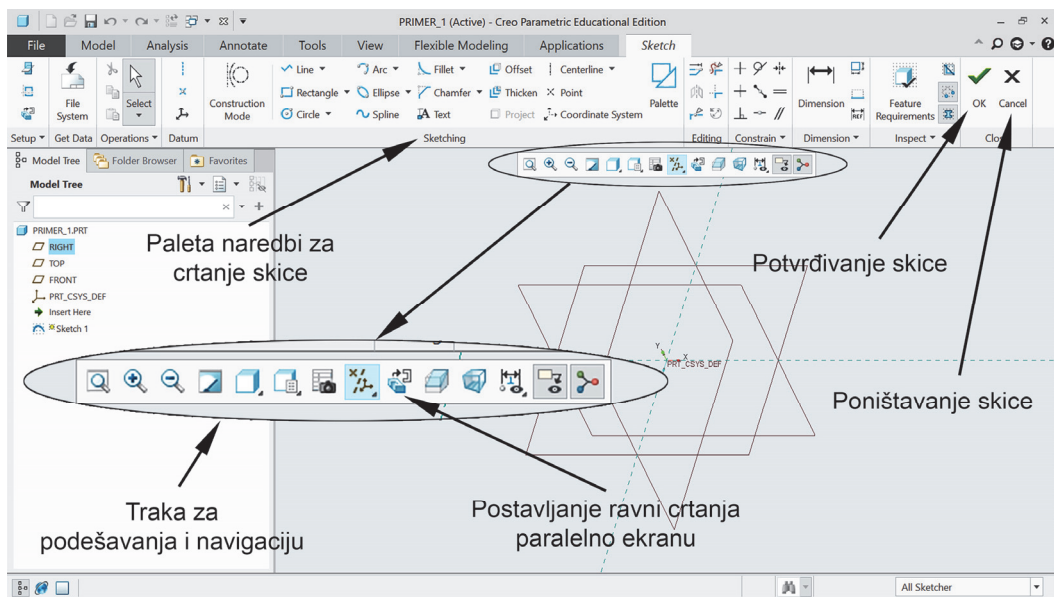 PRIMER_1 (Active) - Creo Parametric Educational Edition
File Model Analysis Annotate Tools View Flexible Modeling Applications Sketch
Line Arc Fillet Offset Centerline
Rectangle Ellipse Chamfer Thicken Point
Circle Spline Text Project Coordinate System
File System
Select
Construction Mode
Palette
Dimension
REF
Feature Requirements
OK Cancel
Setup Get Data Operations Datum Sketching Editing Constrain Dimension Inspect Clo
Model Tree Folder Browser Favorites
Model Tree
PRIMER_1.PRT
RIGHT
TOP
FRONT
PRT_CSYS_DEF
Insert Here
Sketch 1
Paleta naredbi za
crtanje skice
Potvrđivanje skice
Y
X
PRT_CSYS_DEF
Poništavanje skice
Traka za
podešavanja i navigaciju
Postavljanje ravni crtanja
paralelno ekranu
All Sketcher